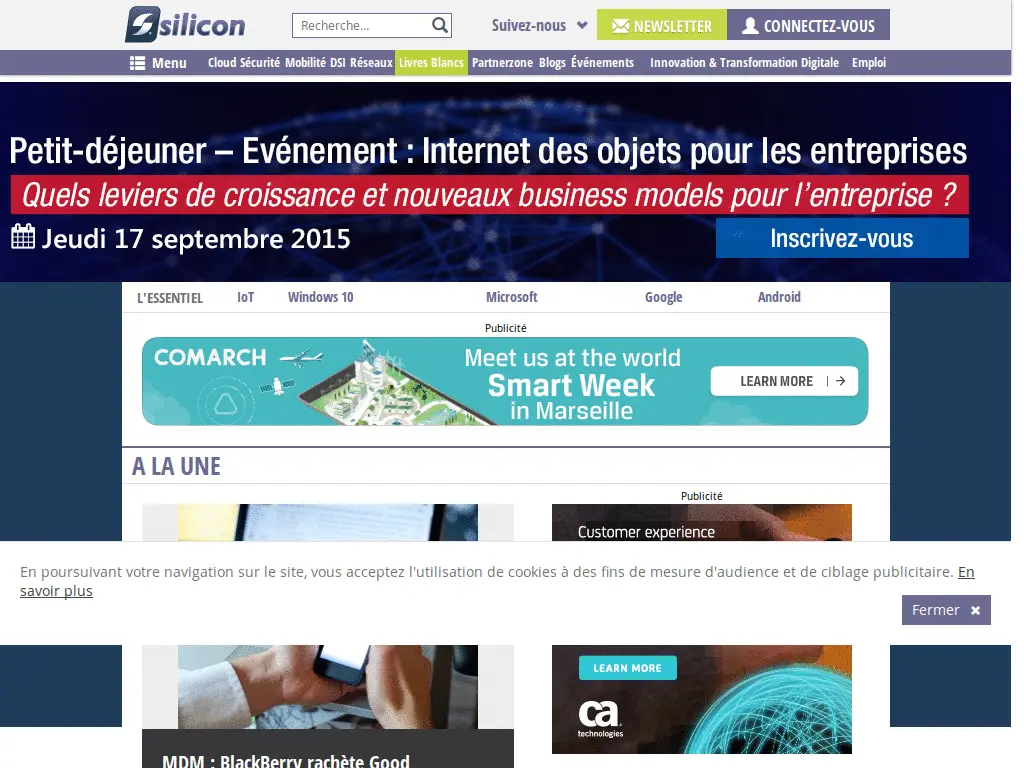 silicon
Recherche...
Suivez-nous
NEWSLETTER
CONNECTEZ-VOUS
Menu
Cloud Sécurité Mobilité DSI Réseaux Livres Blancs Partnerzone Blogs Événements Innovation & Transformation Digitale Emploi
Petit-déjeuner – Evénement : Internet des objets pour les entreprises
Quels leviers de croissance et nouveaux business models pour l'entreprise ?
Jeudi 17 septembre 2015
Inscrivez-vous
L'ESSENTIEL IoT Windows 10 Microsoft Google Android
Publicité
COMARCH
Meet us at the world
Smart Week
in Marseille
LEARN MORE
A LA UNE
Publicité
Customer experience
En poursuivant votre navigation sur le site, vous acceptez l'utilisation de cookies à des fins de mesure d'audience et de ciblage publicitaire. En
savoir plus
Fermer
LEARN MORE
ca
technologies
MDM : BlackBerry rachète Good